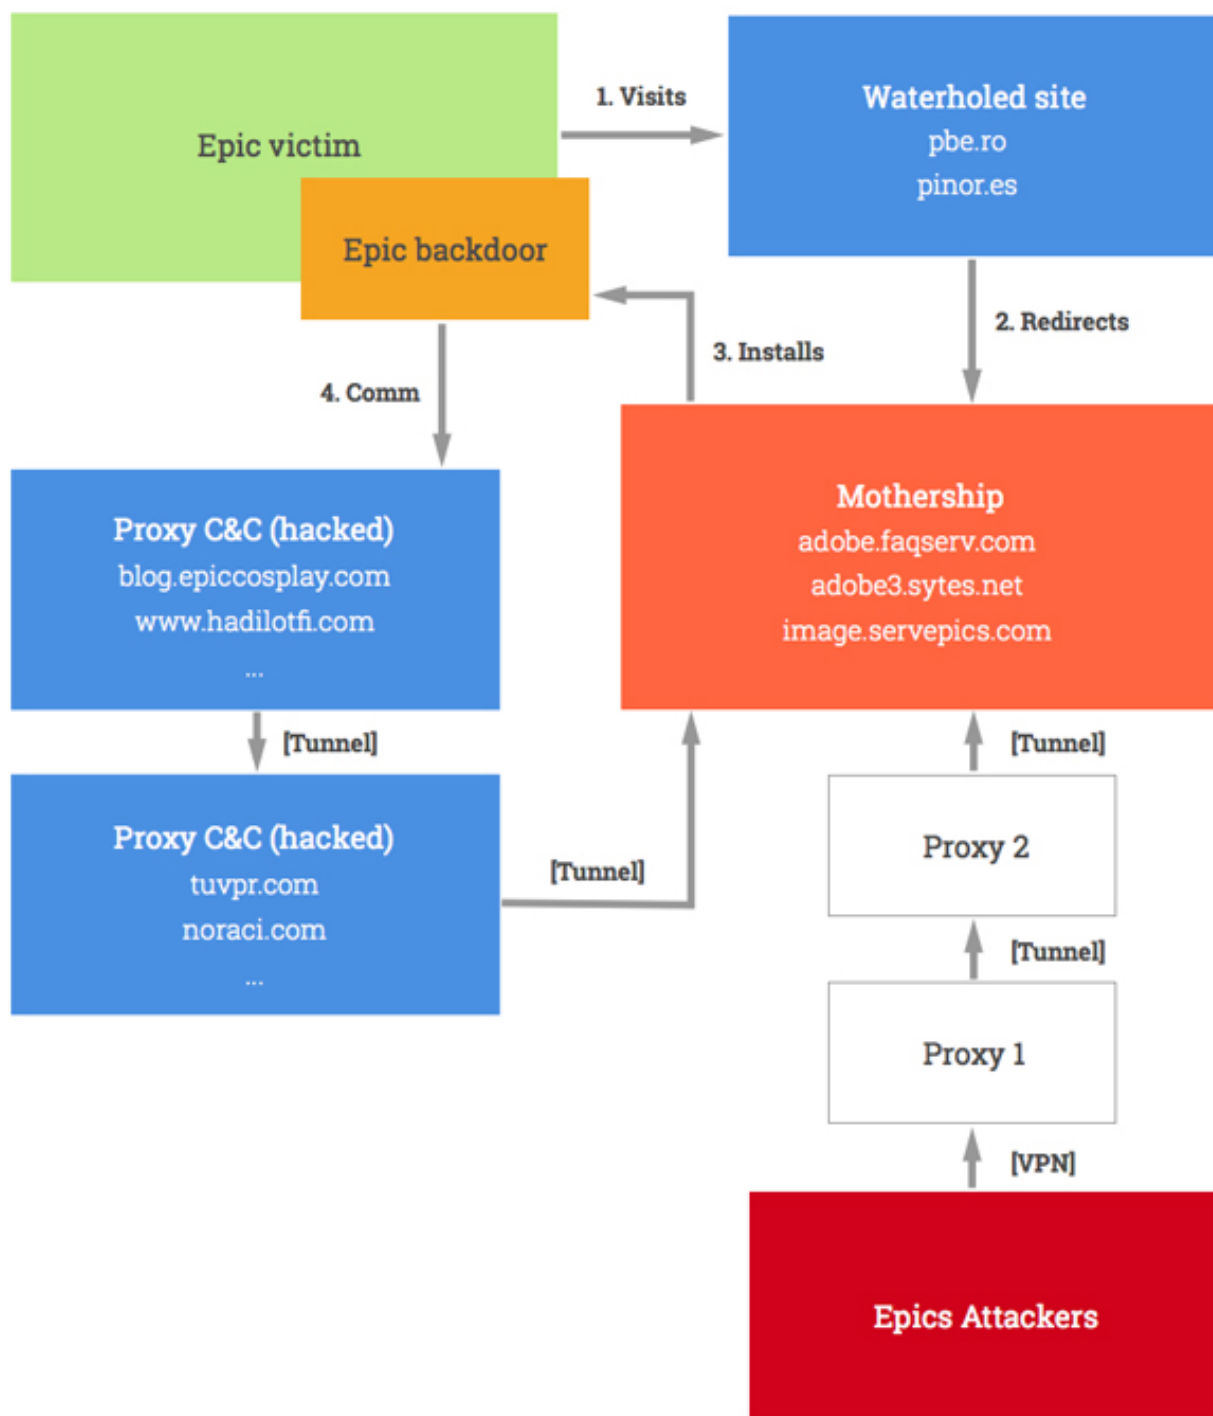 Epic victim
1. Visits
Waterholed site
pbe.ro
pinor.es
Epic backdoor
2. Redirects
3. Installs
4. Comm
Proxy C&C (hacked)
blog.epiccosplay.com
www.hadilotfi.com
...
Mothership
adobe.faqserv.com
adobe3.sytes.net
image.servepics.com
[Tunnel]
[Tunnel]
Proxy C&C (hacked)
tuvpr.com
noraci.com
...
[Tunnel]
Proxy 2
[Tunnel]
Proxy 1
[VPN]
Epics Attackers